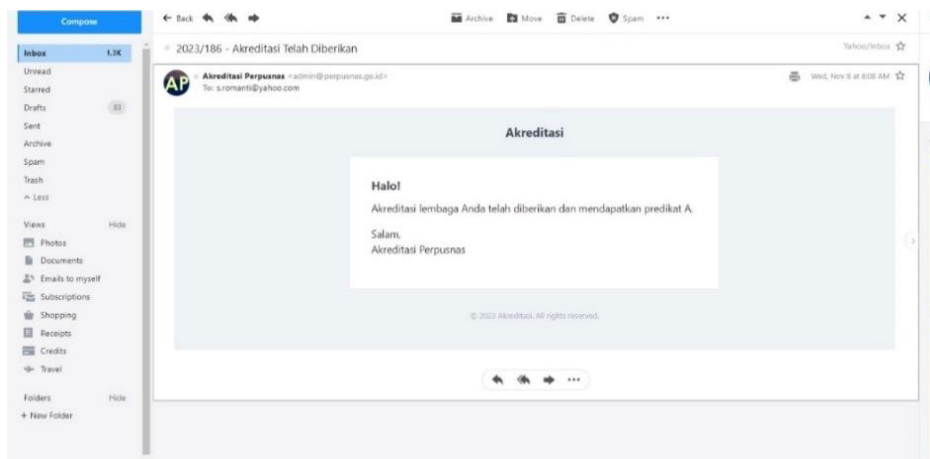 Compose
Back
Archive Move Delete Spam
Inbox 1.3K
Unread
Starred
Drafts 83
Sent
Archive
Spam
Trash
Less
Views Hide
Photos
Documents
Emails to myself
Subscriptions
Shopping
Receipts
Credits
Travel
Folders Hide
+ New Folder
2023/186 - Akreditasi Telah Diberikan
Yahoo/Inbox
AP
Akreditasi Perpusnas <admin@perpusnas.go.id>
To: s.romanti@yahoo.com
Wed, Nov 8 at 8:08 AM
Akreditasi
Halo!
Akreditasi lembaga Anda telah diberikan dan mendapatkan predikat A.
Salam,
Akreditasi Perpusnas
© 2023 Akreditasi. All rights reserved.